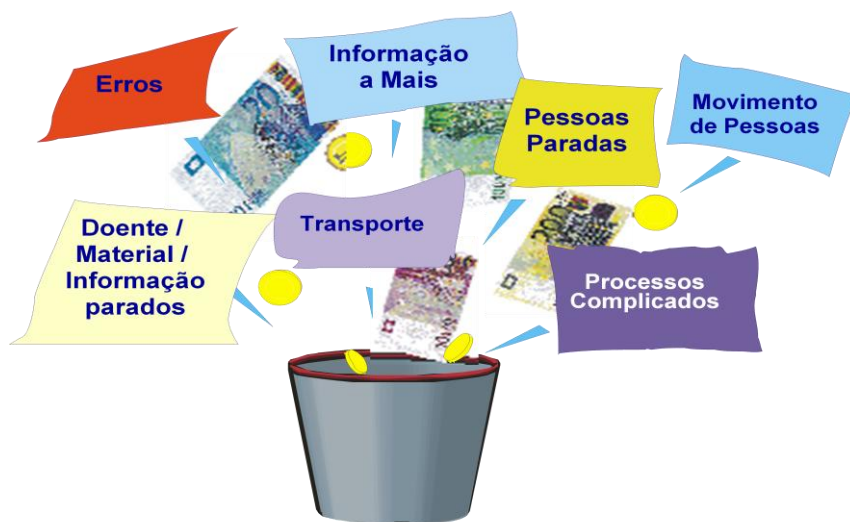 Erros
Informação
a Mais
Pessoas
Paradas
Movimento
de Pessoas
Doente /
Material /
Informação
parados
Transporte
Processos
Complicados